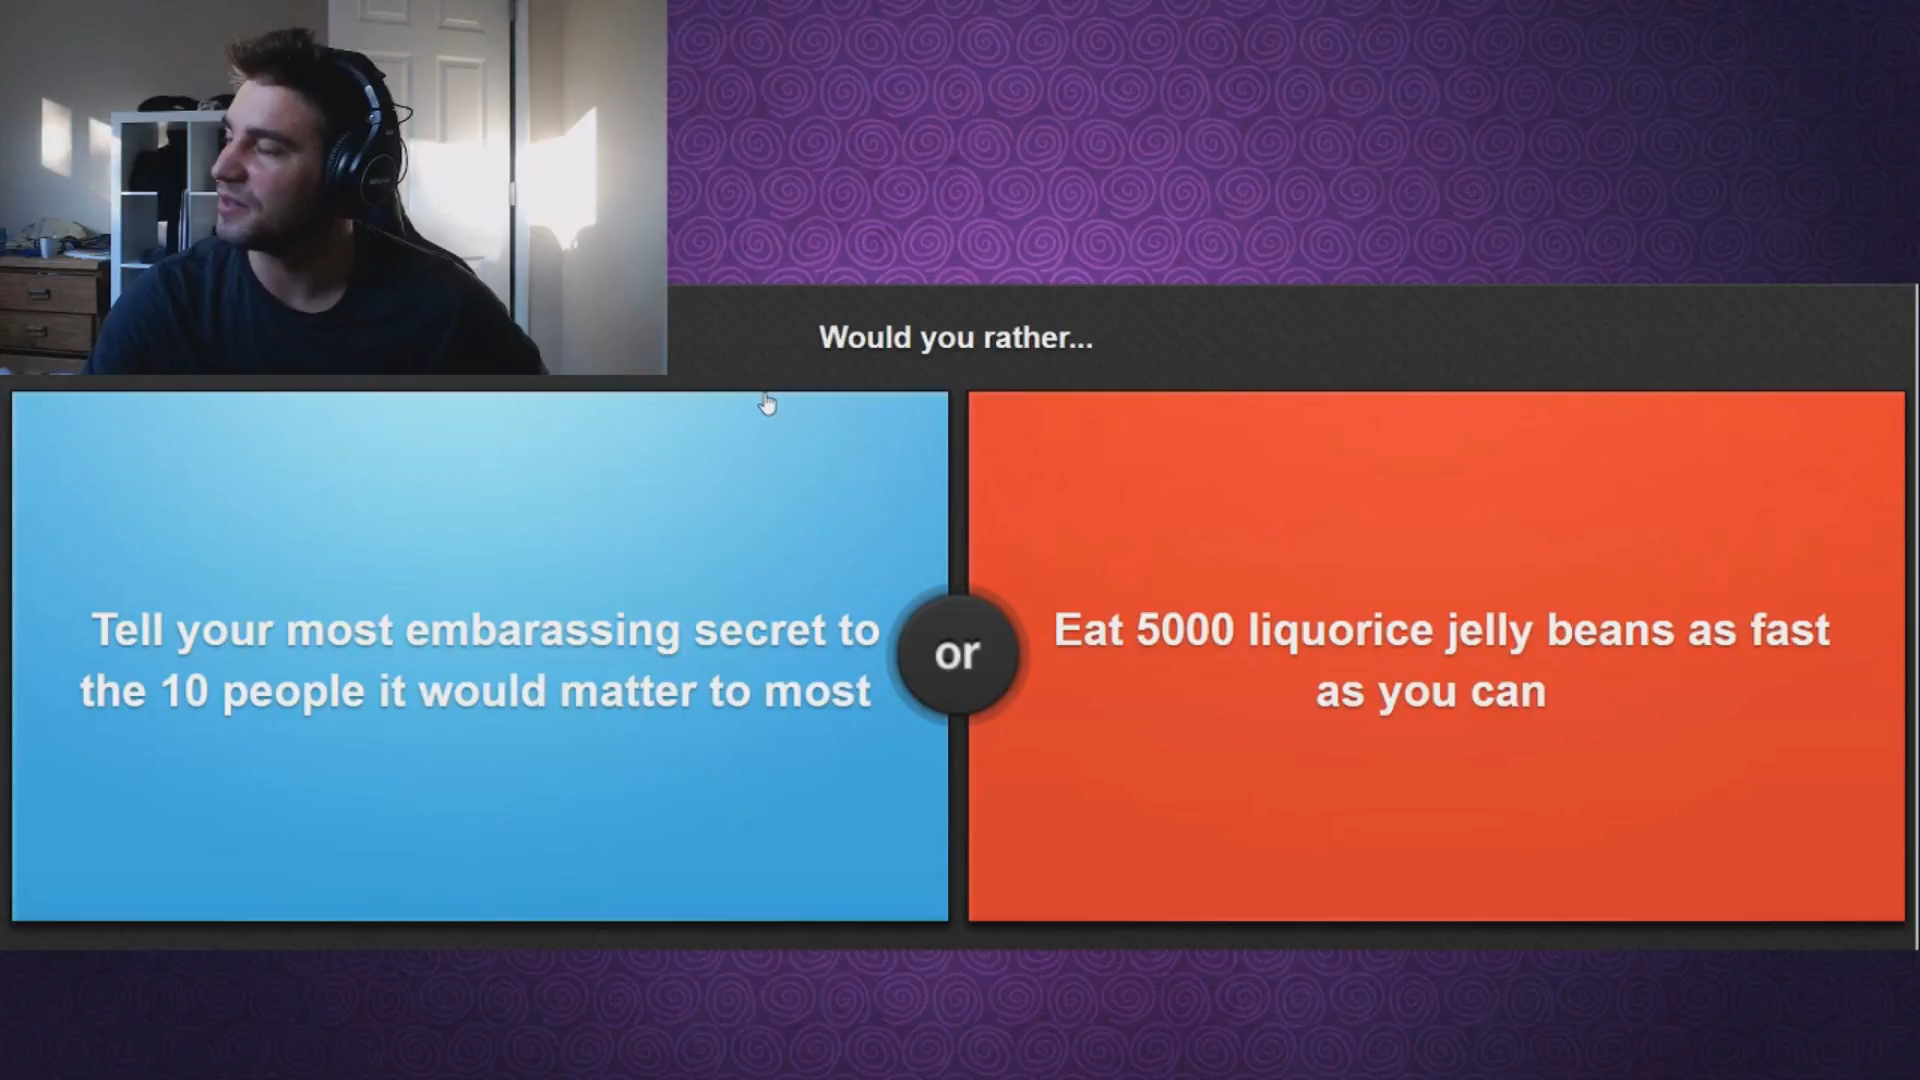 Would you rather...
Tell your most embarassing secret to
the 10 people it would matter to most
or
Eat 5000 liquorice jelly beans as fast
as you can